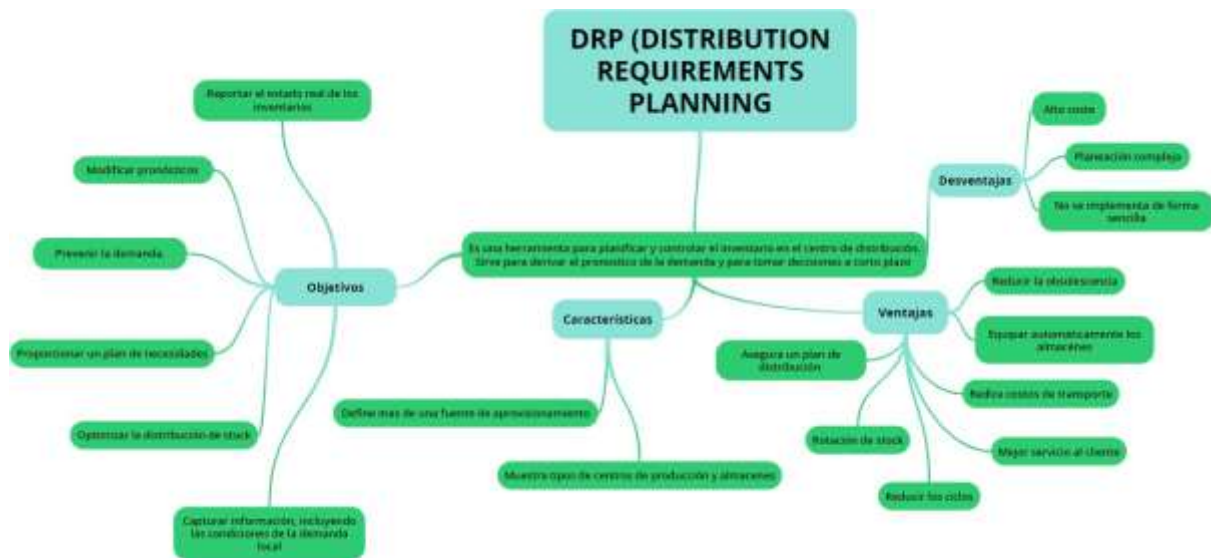 DRP (DISTRIBUTION
REQUIREMENTS
PLANNING
Reportar el estado real de los
inventarios
Modificar pronósticos
Prevenir la demanda.
Objetivos
Proporcionar un plan de necesidades
Optimizar la distribución de stock
Capturar información, incluyendo
las condiciones de la demanda
local
Es una herramienta para planificar y controlar el inventario en el centro de distribución.
Sirve para derivar el pronóstico de la demanda y para tomar decisiones a corto plazo
Características
Define mas de una fuente de aprovisionamiento
Muestra tipos de centros de producción y almacenes
Desventajas
Alto costo
Planeación compleja
No se implementa de forma
sencilla
Ventajas
Reducir la obsolescencia
Equipar automáticamente los
almacénes
Asegura un plan de
distribución
costos de transporte
Rotación de stock
Mejor servicio al cliente
Reducir los ciclos